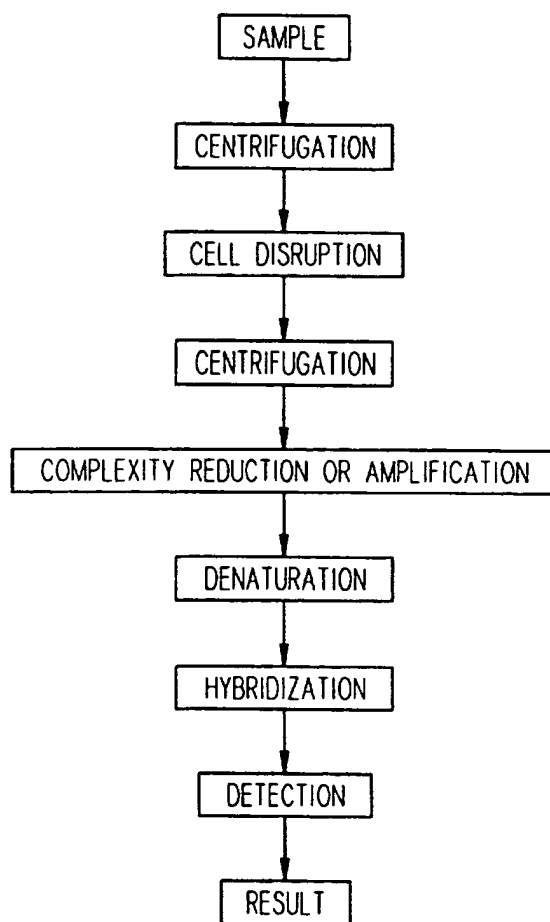 SAMPLE
CENTRIFUGATION
CELL DISRUPTION
CENTRIFUGATION
COMPLEXITY REDUCTION OR AMPLIFICATION
DENATURATION
HYBRIDIZATION
DETECTION
RESULT